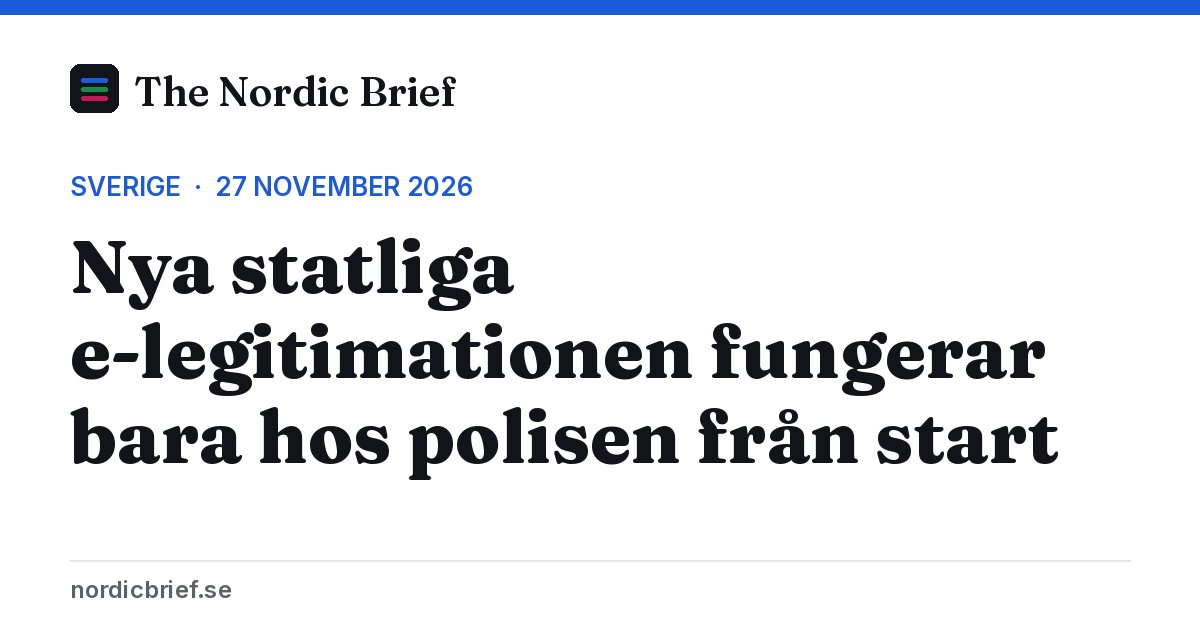 The Nordic Brief
SVERIGE · 27 NOVEMBER 2026
Nya statliga
e-legitimationen fungerar
bara hos polisen från start
nordicbrief.se